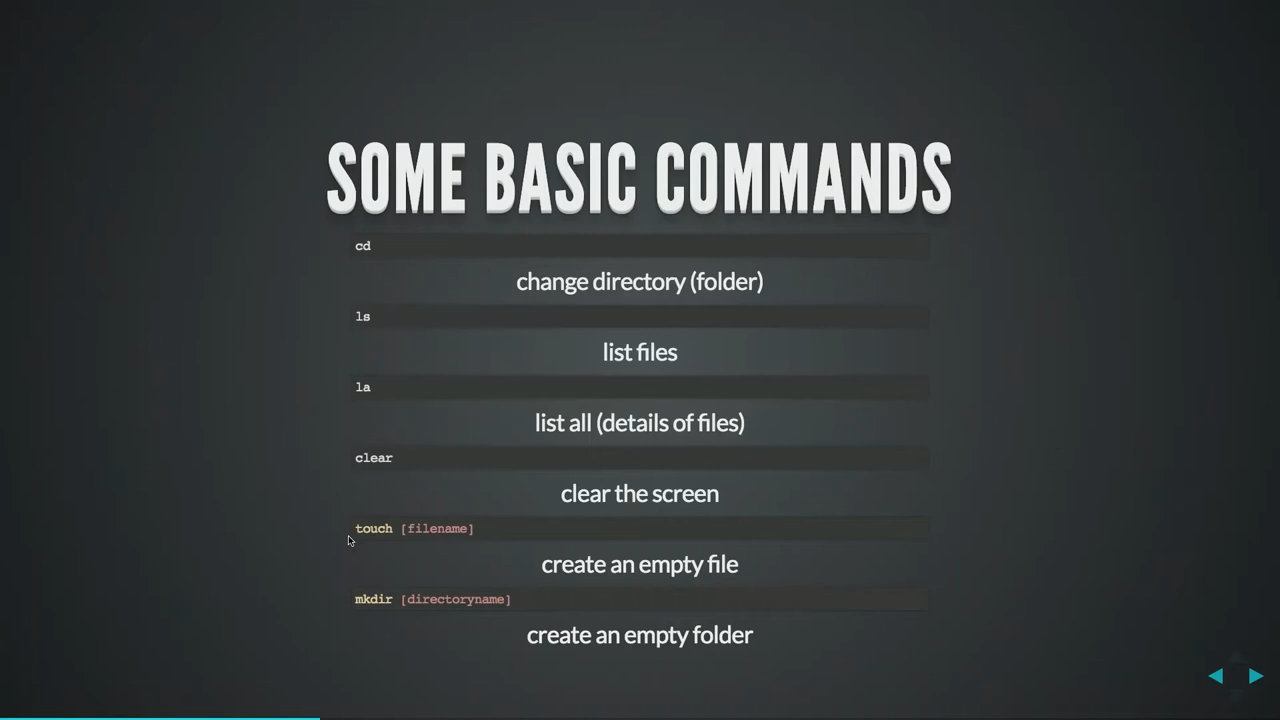 SOME BASIC COMMANDS
cd
change directory (folder)
ls
list files
la
list all (details of files)
clear
clear the screen
touch [filename]
create an empty file
mkdir [directoryname]
create an empty folder